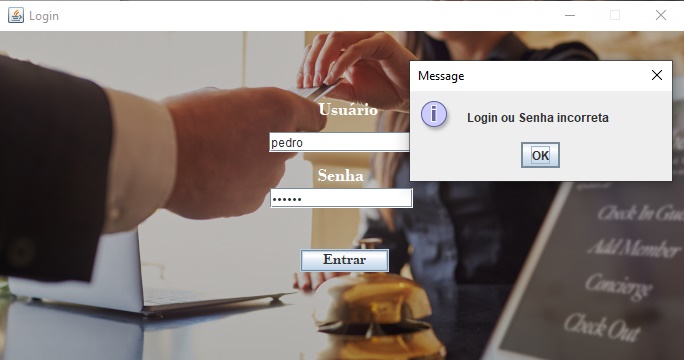 Login
Usuário
pedro
Senha
••••••
Entrar
Message
Login ou Senha incorreta
OK
Check In Gu
Add Member
Concierge
Check Out